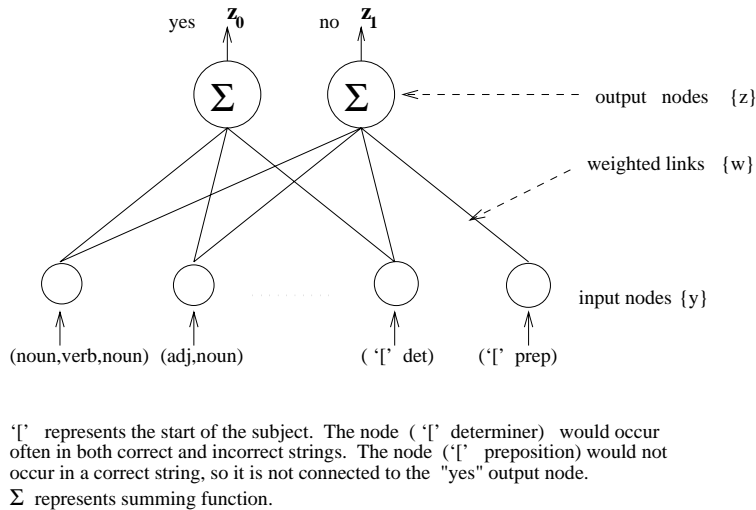 yes z0 no z1
Σ Σ
output nodes {z}
weighted links {w}
input nodes {y}
(noun,verb,noun) (adj,noun) ( ‘[’ det) (‘[’ prep)
‘[’ represents the start of the subject. The node ( ‘[’ determiner) would occur
often in both correct and incorrect strings. The node (‘[’ preposition) would not
occur in a correct string, so it is not connected to the "yes" output node.
Σ represents summing function.